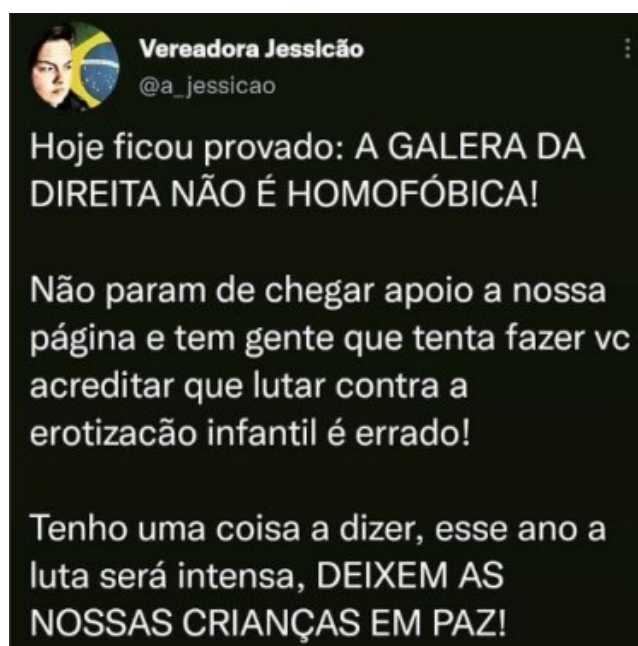 Vereadora Jessicão
@a_jessicao
Hoje ficou provado: A GALERA DA
DIREITA NÃO É HOMOFÓBICA!
Não param de chegar apoio a nossa
página e tem gente que tenta fazer vc
acreditar que lutar contra a
erotizacão infantil é errado!
Tenho uma coisa a dizer, esse ano a
luta será intensa, DEIXEM AS
NOSSAS CRIANÇAS EM PAZ!